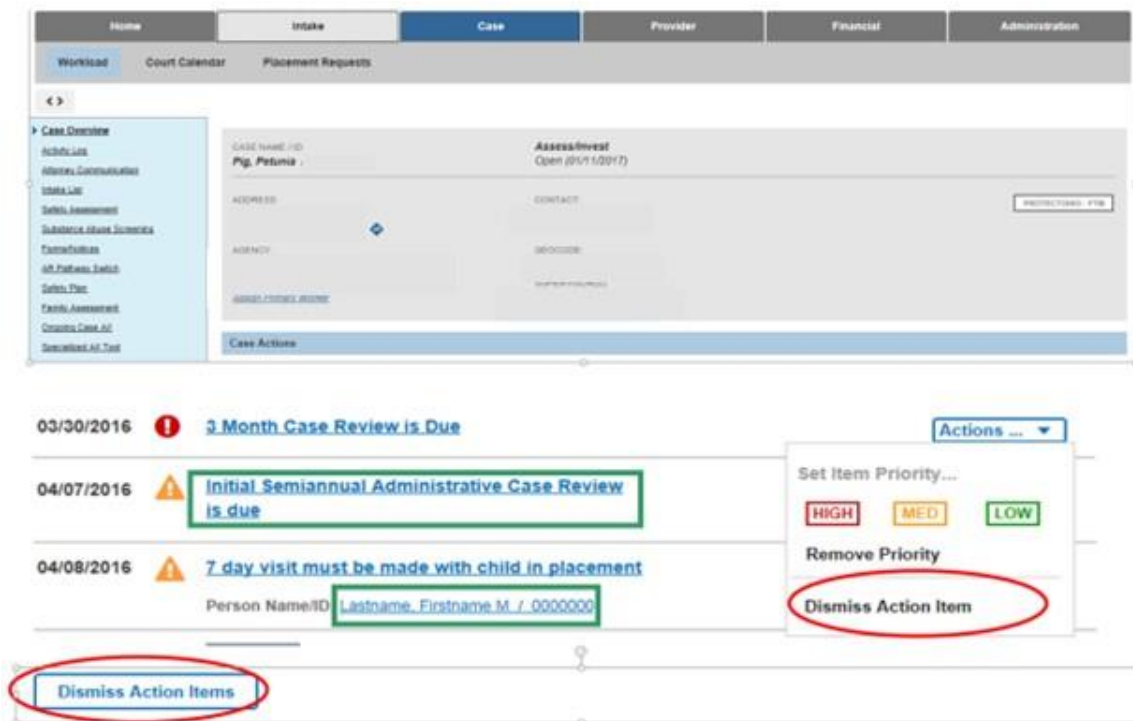 Home Intake Case Provider Financial Administration
Workload Court Calendar Placement Requests
< >
Case Overview
Activity Log
Attorney Communication
Intake List
Safety Assessment
Substance Abuse Screening
Forms/Notices
AR Pathway Switch
Safety Plan
Family Assessment
Ongoing Case A/I
Specialized A/I Tool
CASE NAME / ID
Pig, Petunia
Assess/Invest
Open (01/11/2017)
ADDRESS:
CONTACT:
AGENCY:
GEOCODE:
Assign Primary Worker
Case Actions
03/30/2016 3 Month Case Review is Due
Actions ...
04/07/2016 Initial Semiannual Administrative Case Review
is due
04/08/2016 7 day visit must be made with child in placement
Person Name/ID: Lastname, Firstname M. / 0000000
Set Item Priority...
HIGH MED LOW
Remove Priority
Dismiss Action Item
Dismiss Action Items